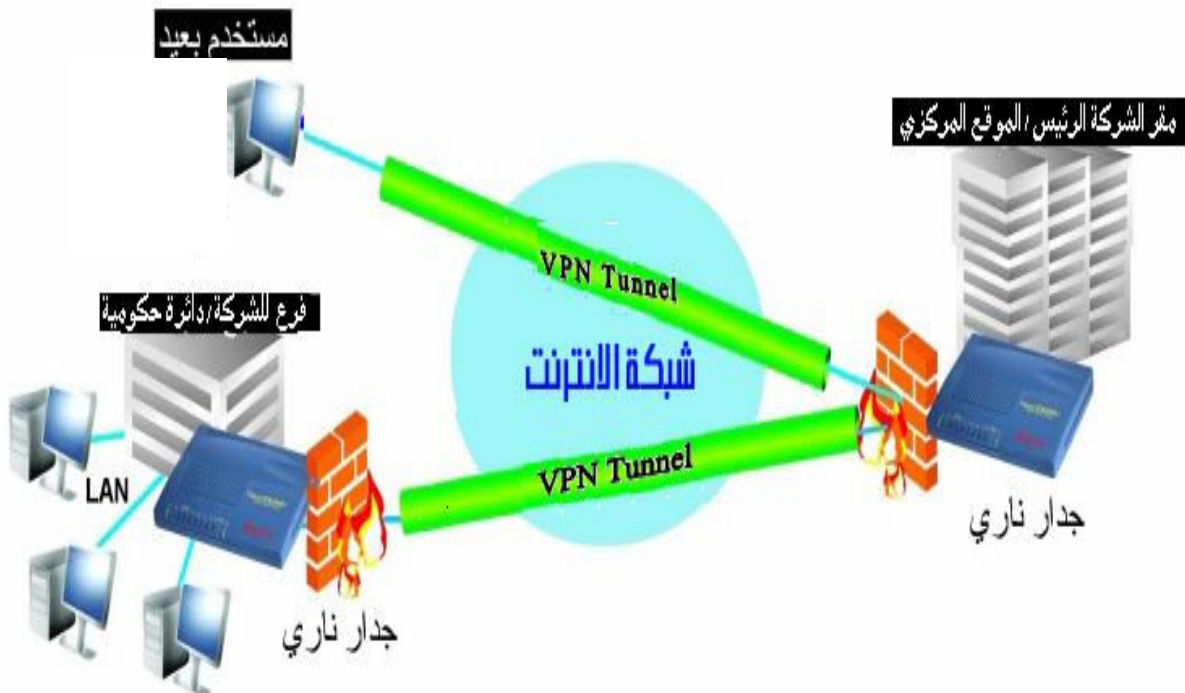 مستخدم بعيد
مقر الشركة الرئيس/الموقع المركزي
VPN Tunnel
فرع للشركة/دائرة حكومية
شبكة الانترنت
VPN Tunnel
LAN
جدار ناري
جدار ناري